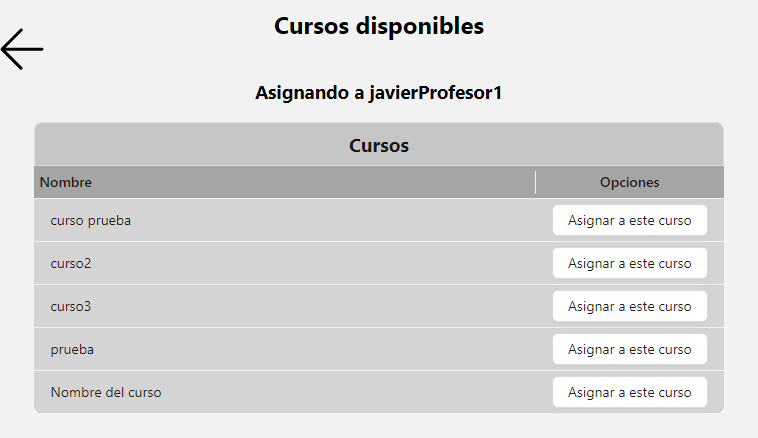 Cursos disponibles
Asignando a javierProfesor1
Cursos
Nombre Opciones
curso prueba Asignar a este curso
curso2 Asignar a este curso
curso3 Asignar a este curso
prueba Asignar a este curso
Nombre del curso Asignar a este curso